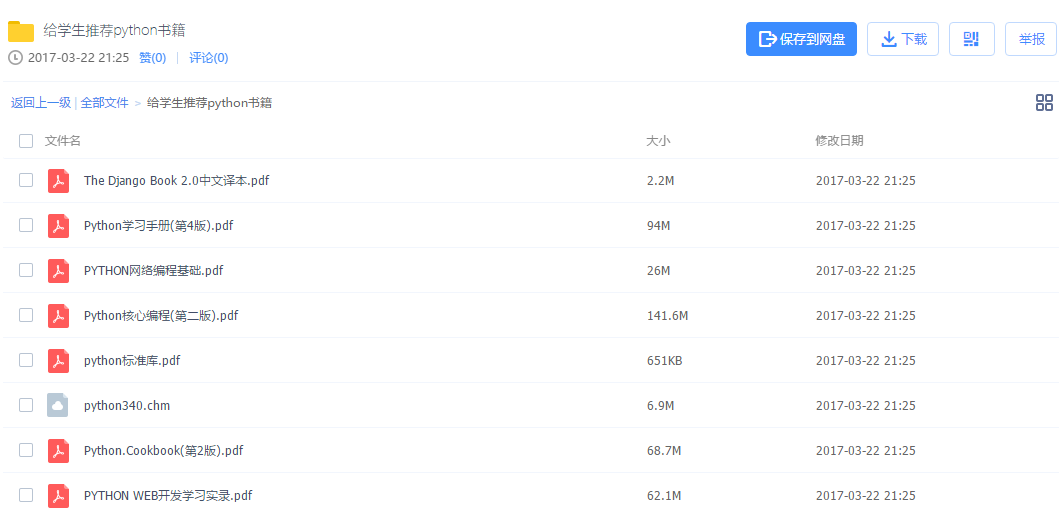 给学生推荐python书籍
2017-03-22 21:25 赞(0) | 评论(0)
保存到网盘 下载 举报
返回上一级 | 全部文件 > 给学生推荐python书籍
文件名 大小 修改日期
The Django Book 2.0中文译本.pdf 2.2M 2017-03-22 21:25
Python学习手册(第4版).pdf 94M 2017-03-22 21:25
PYTHON网络编程基础.pdf 26M 2017-03-22 21:25
Python核心编程(第二版).pdf 141.6M 2017-03-22 21:25
python标准库.pdf 651KB 2017-03-22 21:25
python340.chm 6.9M 2017-03-22 21:25
Python.Cookbook(第2版).pdf 68.7M 2017-03-22 21:25
PYTHON WEB开发学习实录.pdf 62.1M 2017-03-22 21:25